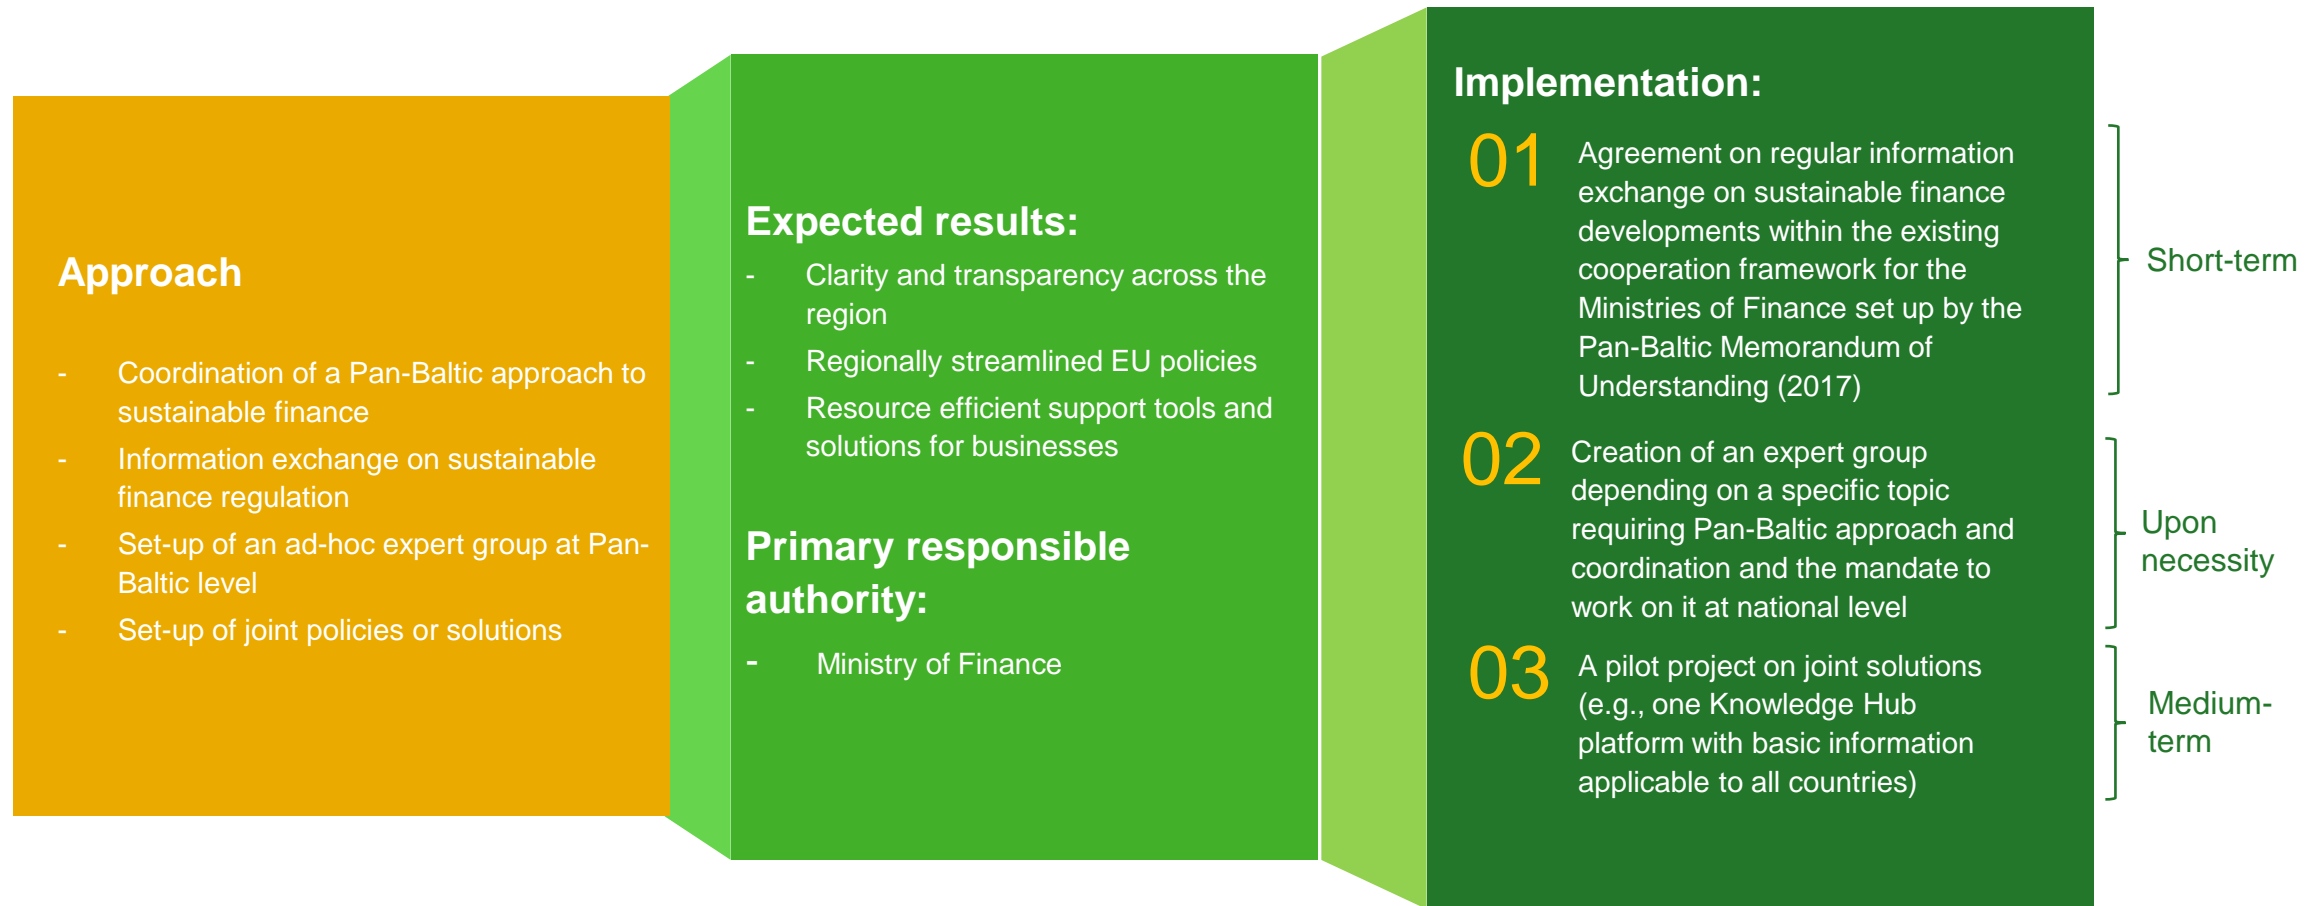 Approach
- Coordination of a Pan-Baltic approach to
sustainable finance
- Information exchange on sustainable
finance regulation
- Set-up of an ad-hoc expert group at Pan-
Baltic level
- Set-up of joint policies or solutions
Expected results:
- Clarity and transparency across the
region
- Regionally streamlined EU policies
- Resource efficient support tools and
solutions for businesses
Primary responsible
authority:
- Ministry of Finance
Implementation:
01
Agreement on regular information
exchange on sustainable finance
developments within the existing
cooperation framework for the
Ministries of Finance set up by the
Pan-Baltic Memorandum of
Understanding (2017)
Short-term
02
Creation of an expert group
depending on a specific topic
requiring Pan-Baltic approach and
coordination and the mandate to
work on it at national level
Upon
necessity
03
A pilot project on joint solutions
(e.g., one Knowledge Hub
platform with basic information
applicable to all countries)
Medium-
term